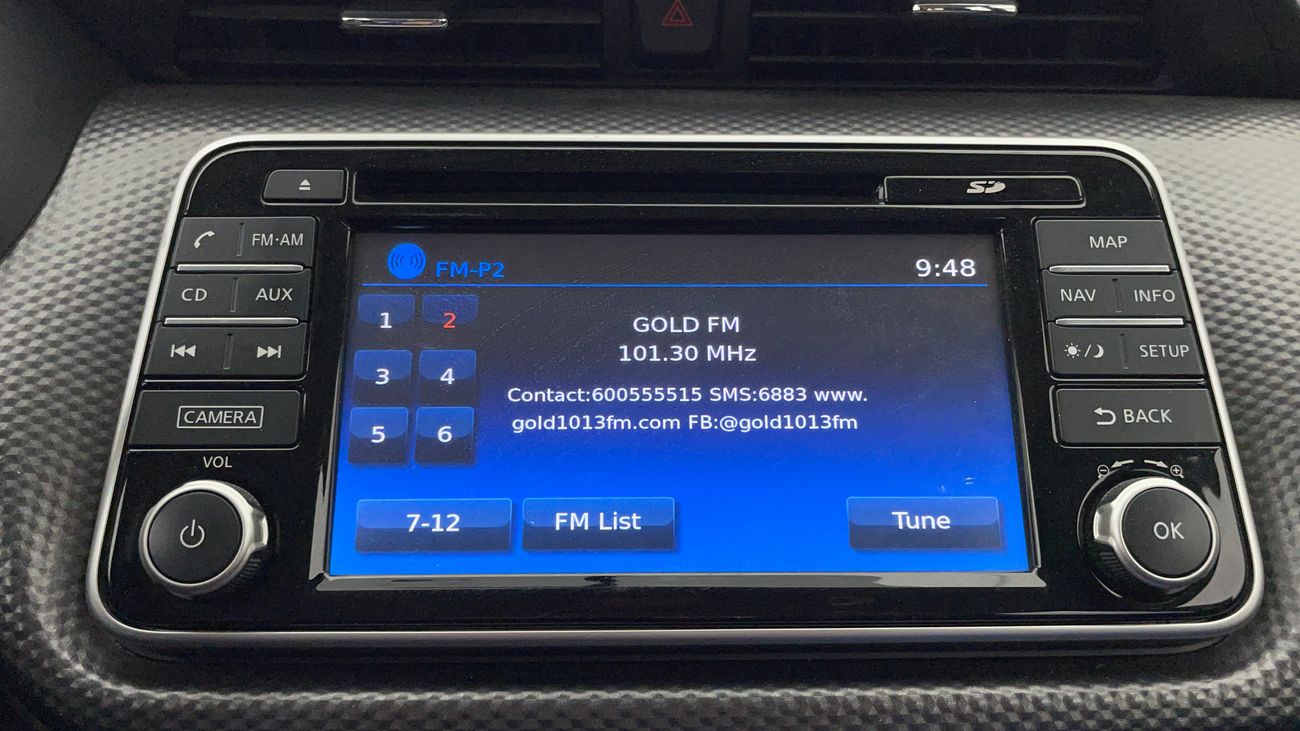 SD
FM·AM
MAP
FM-P2
9:48
CD
AUX
NAV
INFO
1
2
GOLD FM
101.30 MHz
SETUP
3
4
Contact:600555515 SMS:6883 www.
gold1013fm.com FB:@gold1013fm
CAMERA
BACK
5
6
VOL
7-12
FM List
Tune
OK